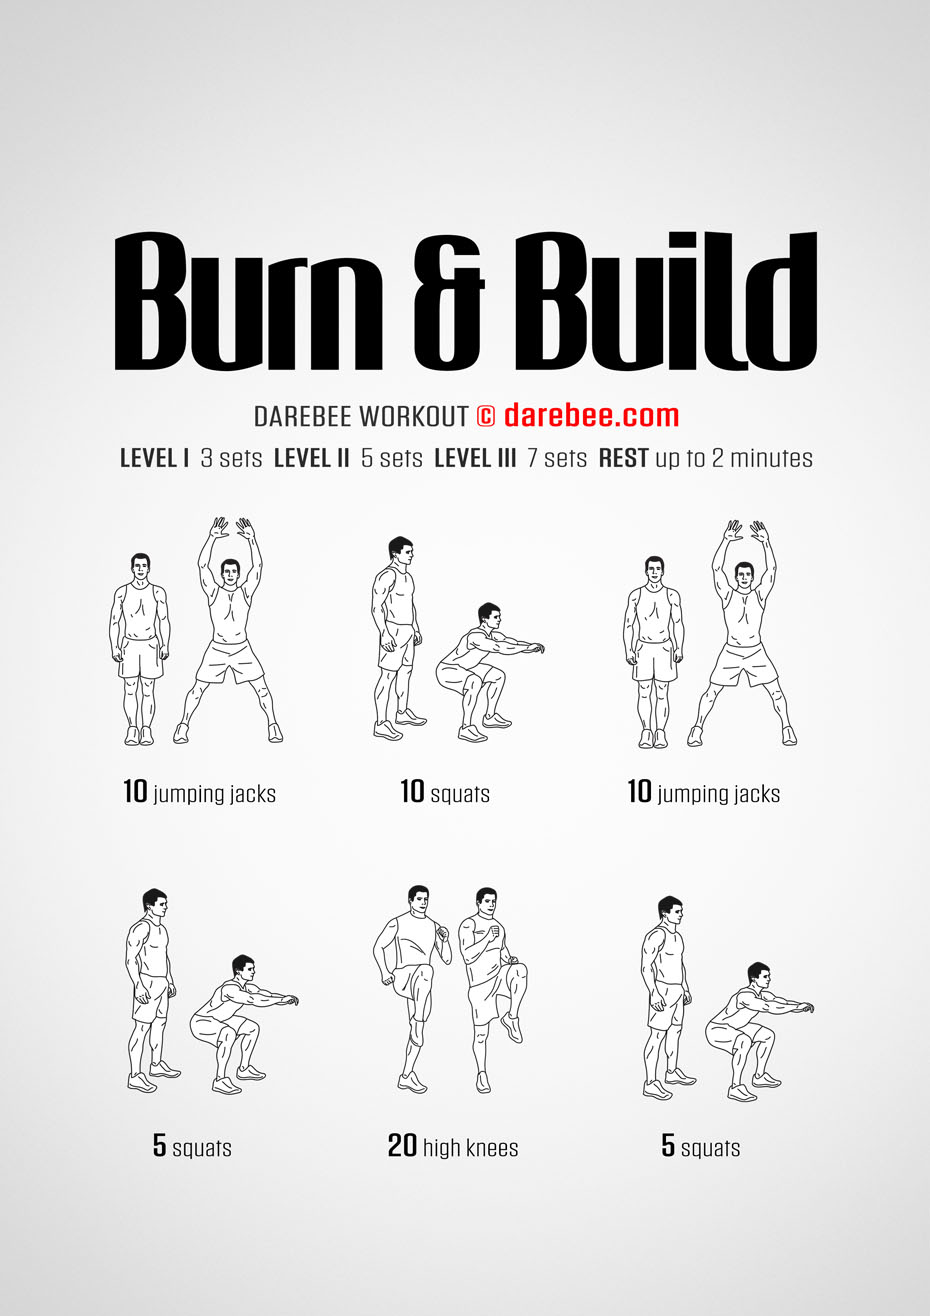 Burn & Build
DAREBEE WORKOUT © darebee.com
LEVEL I 3 sets LEVEL II 5 sets LEVEL III 7 sets REST up to 2 minutes
10 jumping jacks
10 squats
10 jumping jacks
5 squats
20 high knees
5 squats